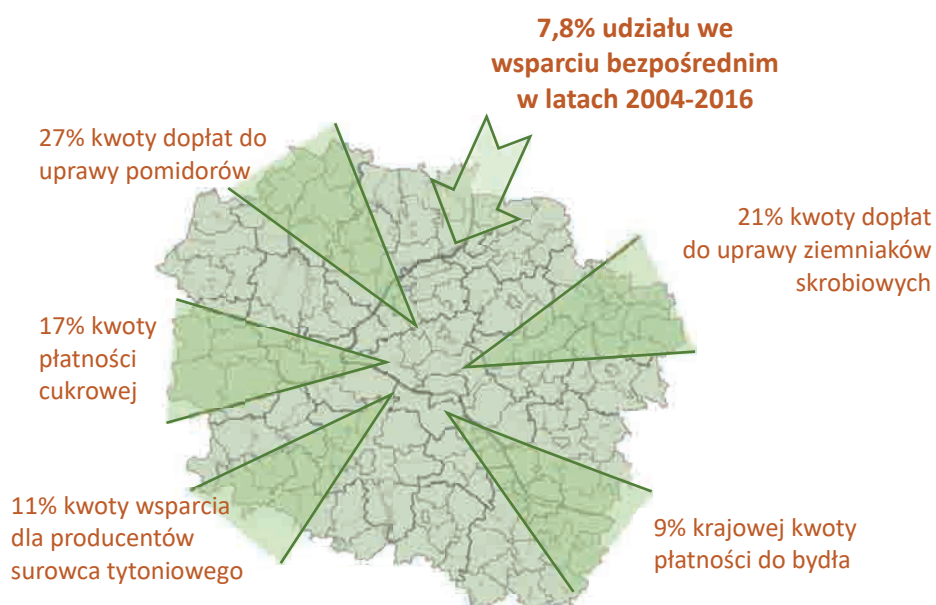 7,8% udziału we
wsparciu bezpośrednim
w latach 2004-2016
27% kwoty dopłat do
uprawy pomidorów
21% kwoty dopłat
do uprawy ziemniaków
skrobiowych
17% kwoty
płatności
cukrowej
11% kwoty wsparcia
dla producentów
surowca tytoniowego
9% krajowej kwoty
płatności do bydła